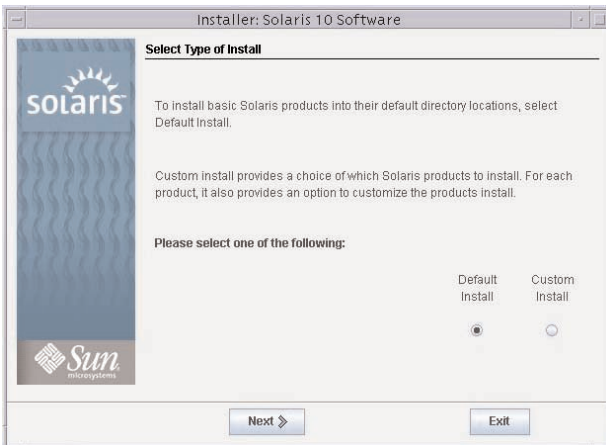 Installer: Solaris 10 Software
Select Type of Install
solaris
To install basic Solaris products into their default directory locations, select
Default Install.
Custom install provides a choice of which Solaris products to install. For each
product, it also provides an option to customize the products install.
Please select one of the following:
Default Custom
Install Install
Sun
microsystems
Next
Exit